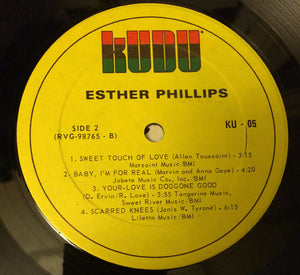 KUDU
ESTHER PHILLIPS
SIDE 2
(RVG-98765 - B)
KU - 05
1. SWEET TOUCH OF LOVE (Allen Toussaint) - 3:15
Marsaint Music/BMI
2. BABY, I'M FOR REAL (Marvin and Anna Gaye) - 4:20
Jobete Music Co., Inc./BMI
3. YOUR-LOVE IS DOGGONE GOOD
(D. Ervin/R. Love) - 3:55 Tangerine Music,
Sweet River Music/BMI
4 - SCARRED KNEES (Janis W. Tyrone) - 6:15
Lilettn Music/BMI